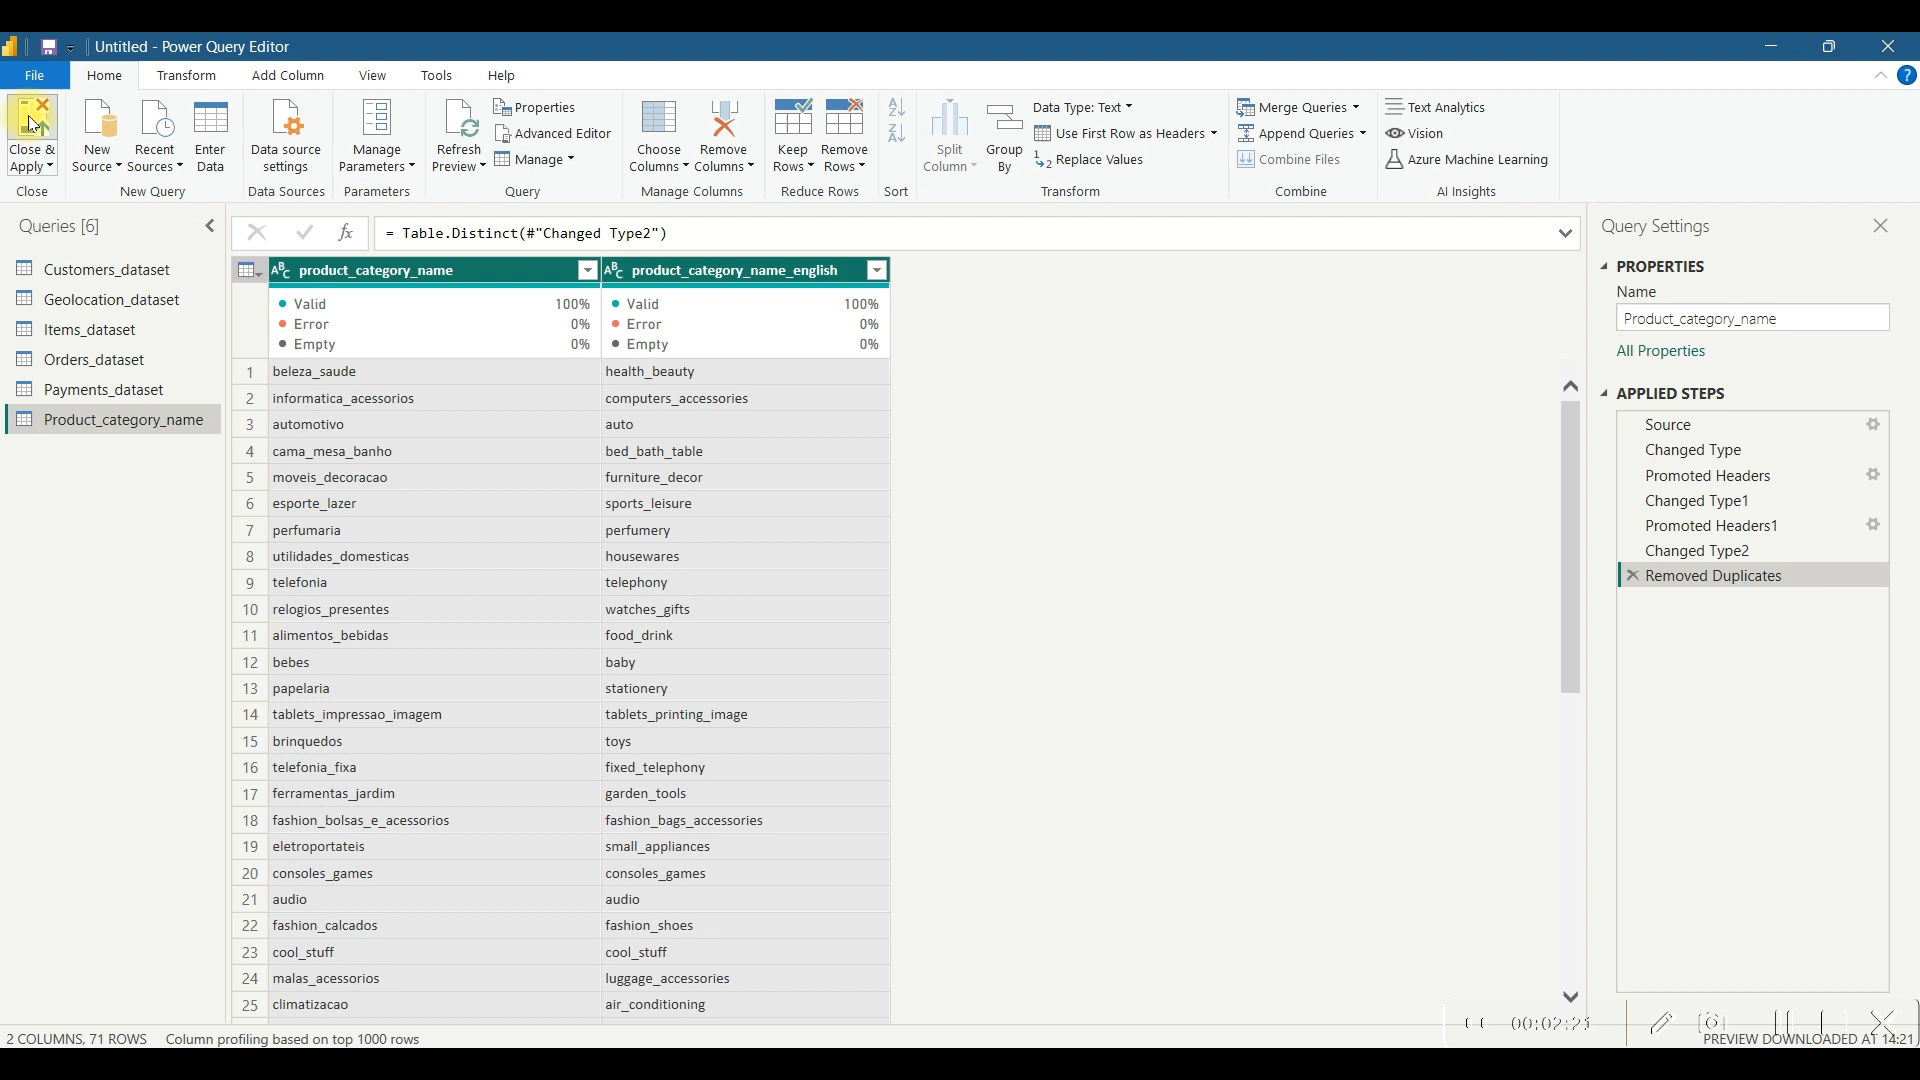 Untitled - Power Query Editor
File Home Transform Add Column View Tools Help
Close & Apply
New Source
Recent Sources
Enter Data
Data source settings
Manage Parameters
Refresh Preview
Properties
Advanced Editor
Manage
Choose Columns
Remove Columns
Keep Rows
Remove Rows
Split Column
Group By
Data Type: Text
Use First Row as Headers
Replace Values
Merge Queries
Append Queries
Combine Files
Text Analytics
Vision
Azure Machine Learning
Close New Query Data Sources Parameters Query Manage Columns Reduce Rows Sort Transform Combine AI Insights
Queries [6]
Customers_dataset
Geolocation_dataset
Items_dataset
Orders_dataset
Payments_dataset
Product_category_name
fx = Table.Distinct(#"Changed Type2")
ABC product_category_name ABC product_category_name_english
Valid 100% Valid 100%
Error 0% Error 0%
Empty 0% Empty 0%
1 beleza_saude health_beauty
2 informatica_acessorios computers_accessories
3 automotivo auto
4 cama_mesa_banho bed_bath_table
5 moveis_decoracao furniture_decor
6 esporte_lazer sports_leisure
7 perfumaria perfumery
8 utilidades_domesticas housewares
9 telefonia telephony
10 relogios_presentes watches_gifts
11 alimentos_bebidas food_drink
12 bebes baby
13 papelaria stationery
14 tablets_impressao_imagem tablets_printing_image
15 brinquedos toys
16 telefonia_fixa fixed_telephony
17 ferramentas_jardim garden_tools
18 fashion_bolsas_e_acessorios fashion_bags_accessories
19 eletroportateis small_appliances
20 consoles_games consoles_games
21 audio audio
22 fashion_calcados fashion_shoes
23 cool_stuff cool_stuff
24 malas_acessorios luggage_accessories
25 climatizacao air_conditioning
Query Settings
PROPERTIES
Name
Product_category_name
All Properties
APPLIED STEPS
Source
Changed Type
Promoted Headers
Changed Type1
Promoted Headers1
Changed Type2
Removed Duplicates
00:02:21
2 COLUMNS, 71 ROWS Column profiling based on top 1000 rows
PREVIEW DOWNLOADED AT 14:21